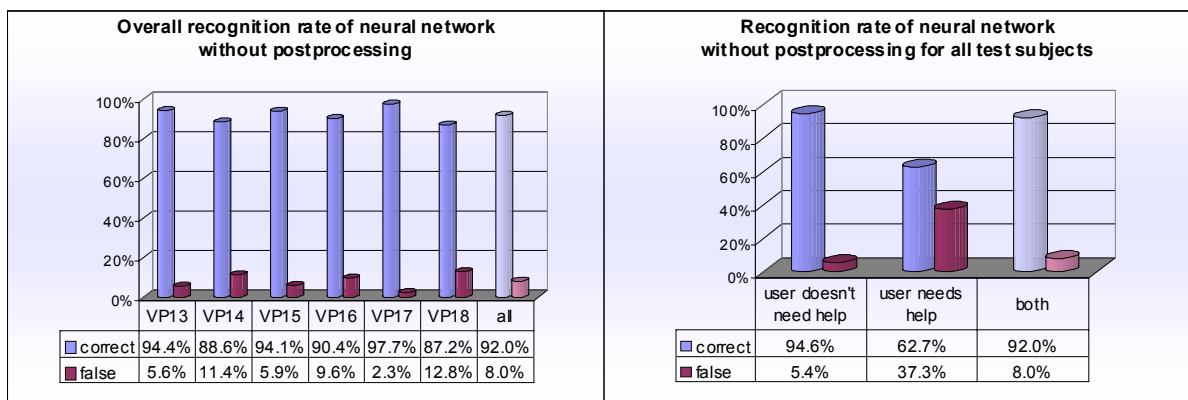 Overall recognition rate of neural network
without postprocessing
100%
80%
60%
40%
20%
0%
VP13 VP14 VP15 VP16 VP17 VP18 all
correct 94.4% 88.6% 94.1% 90.4% 97.7% 87.2% 92.0%
false 5.6% 11.4% 5.9% 9.6% 2.3% 12.8% 8.0%
Recognition rate of neural network
without postprocessing for all test subjects
100%
80%
60%
40%
20%
0%
user doesn't user needs both
need help help
correct 94.6% 62.7% 92.0%
false 5.4% 37.3% 8.0%